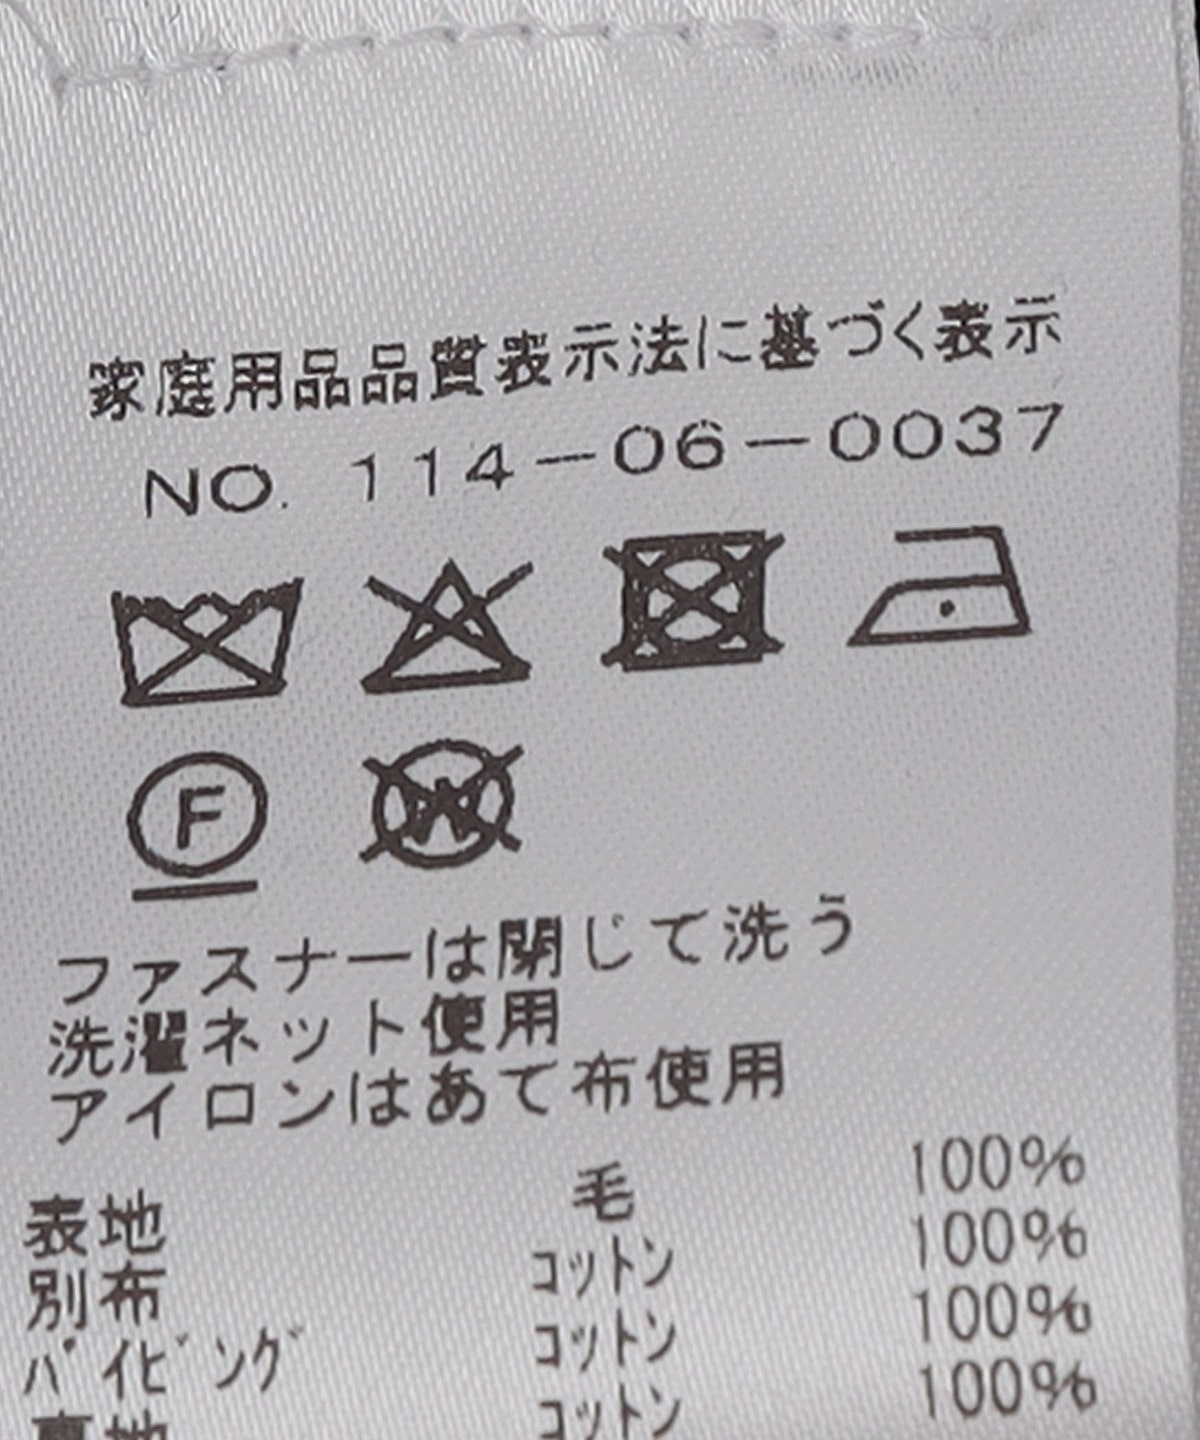 家庭用品品質表示法に基づく表示
NO. 114-06-0037
F
W
ファスナーは閉じて洗う
洗濯ネット使用
アイロンはあて布使用
表地 毛 100%
別布 コットン 100%
パイピング コットン 100%
裏地 コットン 100%